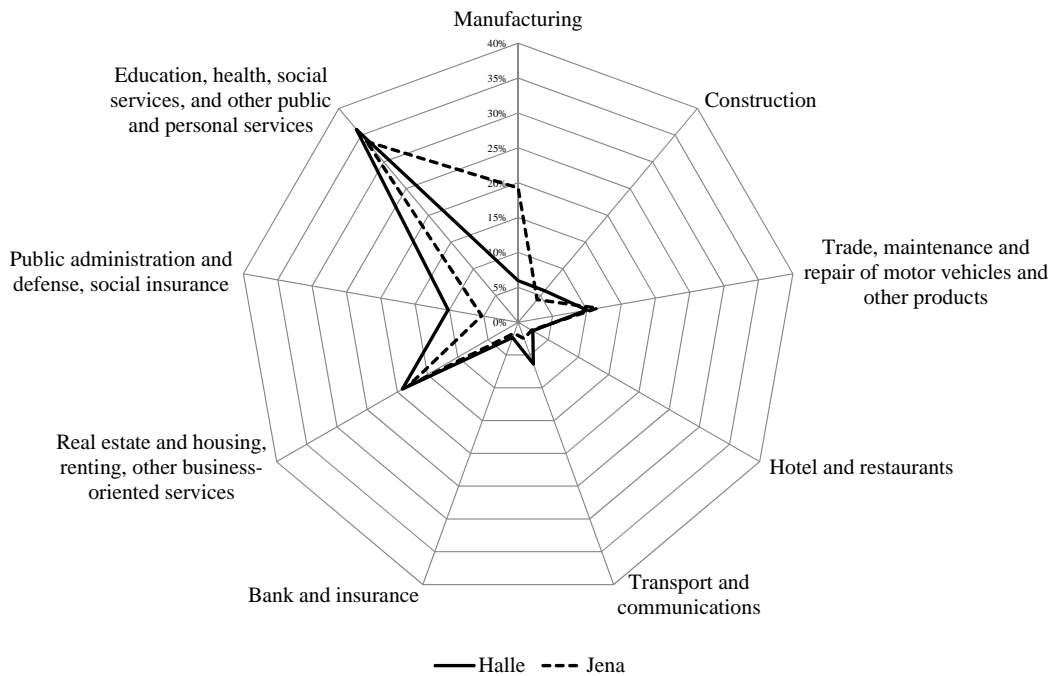 Manufacturing
40%
35%
30%
25%
20%
15%
10%
5%
0%
Construction
Trade, maintenance and
repair of motor vehicles and
other products
Hotel and restaurants
Transport and
communications
Bank and insurance
Real estate and housing,
renting, other business-
oriented services
Public administration and
defense, social insurance
Education, health, social
services, and other public
and personal services
Halle Jena